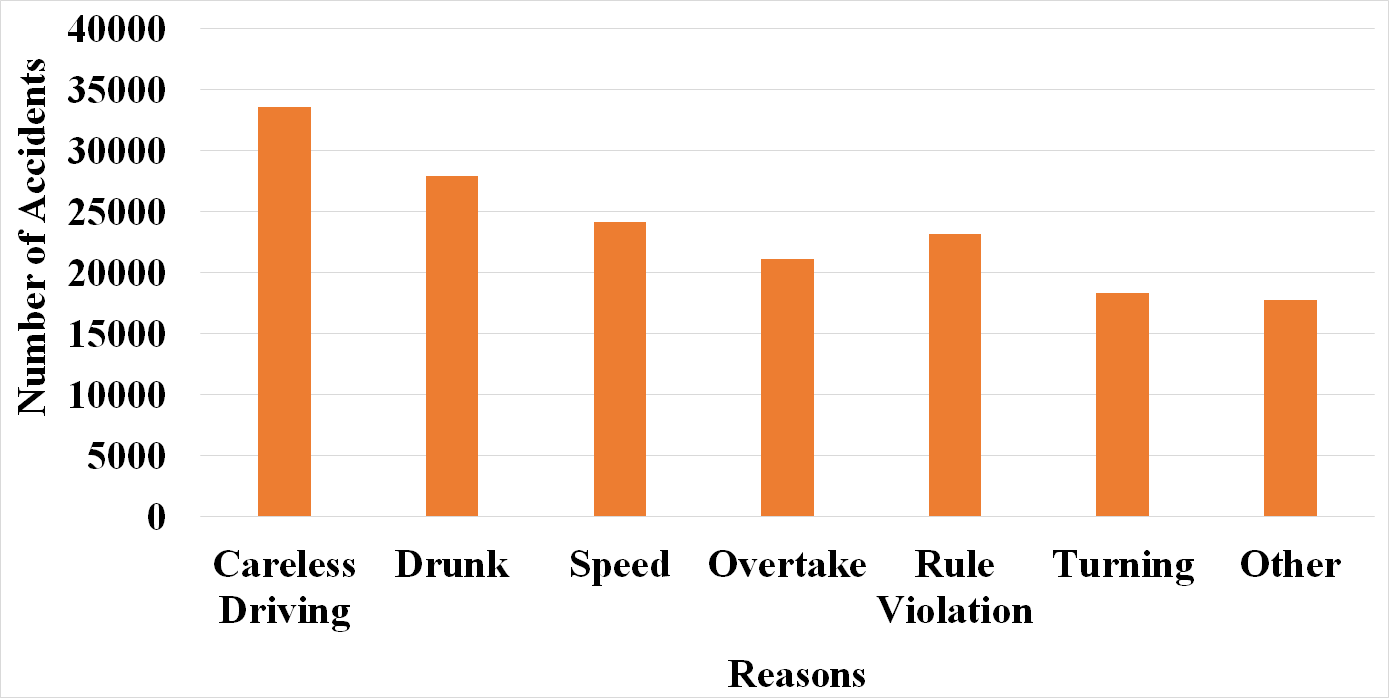 40000
35000
30000
25000
20000
15000
10000
5000
0
Number of Accidents
Careless Driving
Drunk
Speed
Overtake
Rule Violation
Turning
Other
Reasons